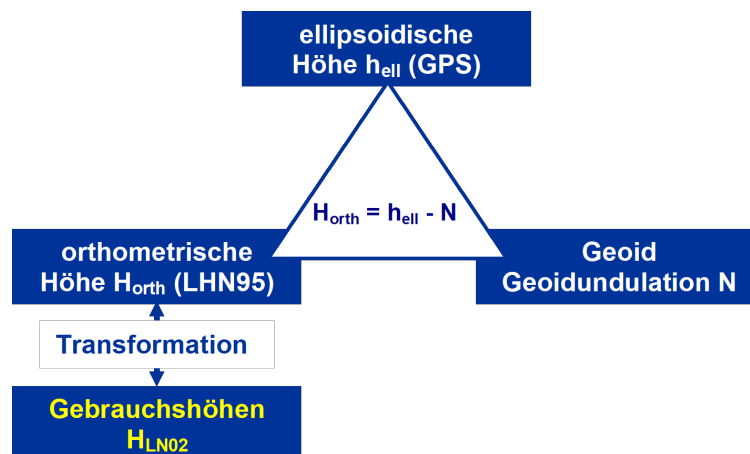 ellipsoidische
Höhe hell (GPS)
Horth = hell - N
orthometrische
Höhe Horth (LHN95)
Geoid
Geoidundulation N
Transformation
Gebrauchshöhen
HLN02